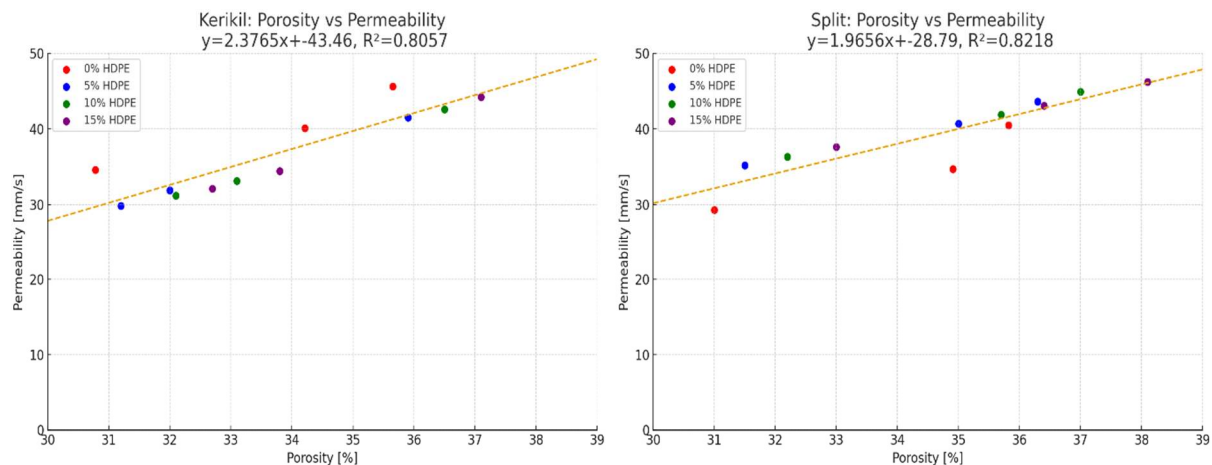 Kerikil: Porosity vs Permeability
y=2.3765x+-43.46, R²=0.8057
50
40
30
20
10
0
Permeability [mm/s]
0% HDPE
5% HDPE
10% HDPE
15% HDPE
30 31 32 33 34 35 36 37 38 39
Porosity [%]
Split: Porosity vs Permeability
y=1.9656x+-28.79, R²=0.8218
50
40
30
20
10
0
Permeability [mm/s]
0% HDPE
5% HDPE
10% HDPE
15% HDPE
30 31 32 33 34 35 36 37 38 39
Porosity [%]